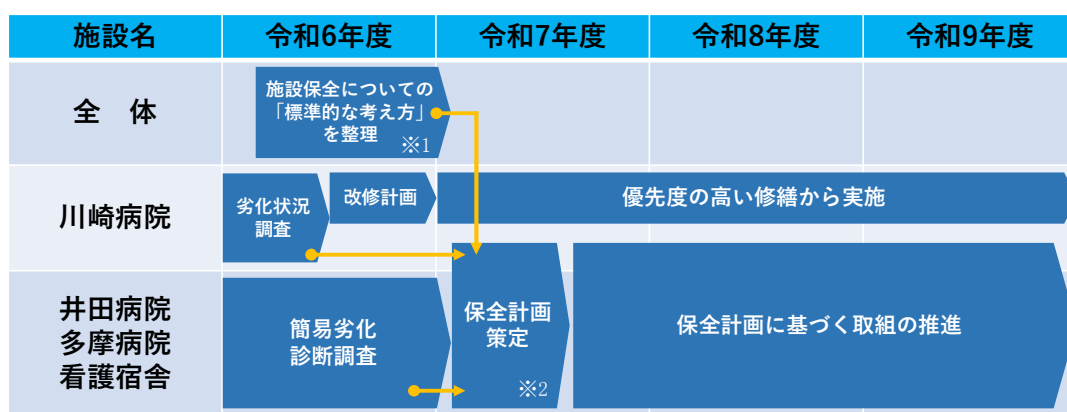 施設名 令和6年度 令和7年度 令和8年度 令和9年度
全 体
施設保全についての
「標準的な考え方」
を整理
※1
川崎病院
劣化状況
調査
改修計画
優先度の高い修繕から実施
井田病院
多摩病院
看護宿舎
簡易劣化
診断調査
保全計画
策定
※2
保全計画に基づく取組の推進